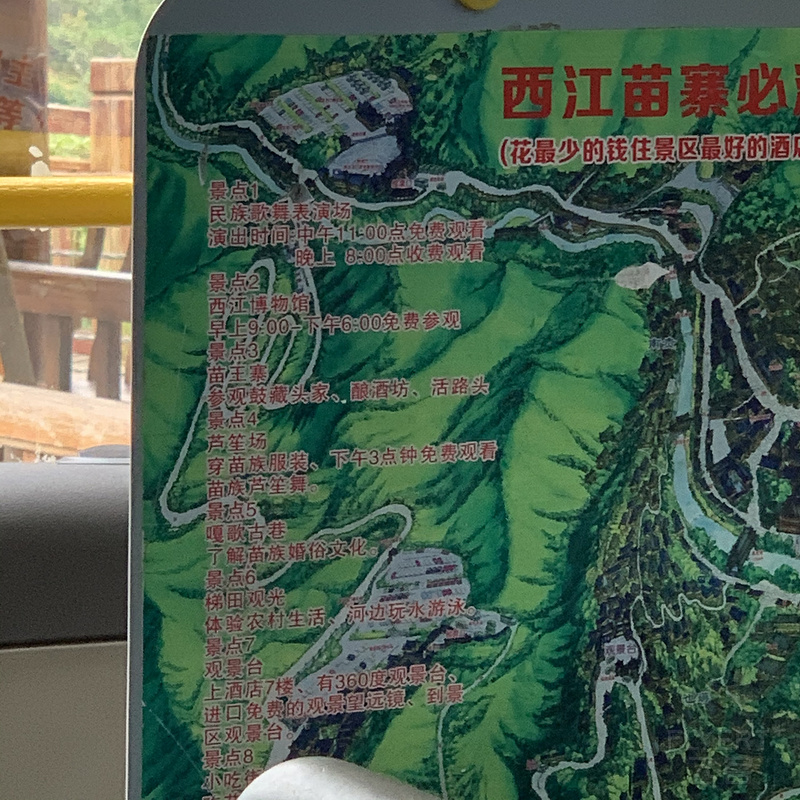 西江苗寨必
(花最少的钱住景区最好的酒店
景点1
民族歌舞表演场
演出时间:中午11:00点免费观看
晚上 8:00点收费观看
景点2
西江博物馆
早上9:00-下午6:00免费参观
景点3
苗王寨
参观鼓藏头家、酿酒坊、活路头
景点4
芦笙场
穿苗族服装、下午3点钟免费观看
苗族芦笙舞。
景点5
嘎歌古巷
了解苗族婚俗文化。
景点6
梯田观光
体验农村生活、河边玩水游泳。
景点7
观景台
上酒店7楼、有360度观景台、
进口免费的观景望远镜、到景
区观景台。
景点8
小吃街
观景台